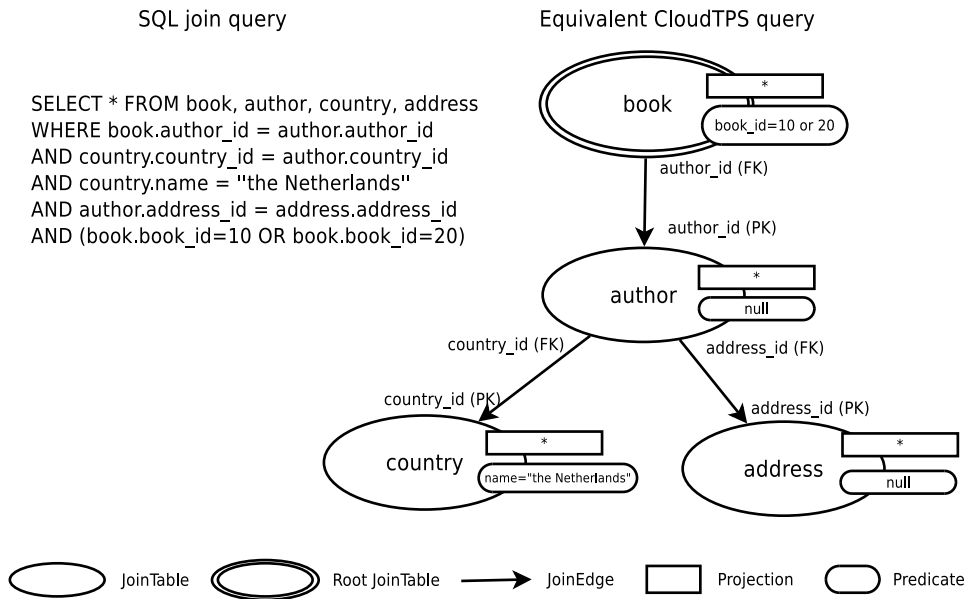 SQL join query
Equivalent CloudTPS query
SELECT * FROM book, author, country, address
WHERE book.author_id = author.author_id
AND country.country_id = author.country_id
AND country.name = "the Netherlands"
AND author.address_id = address.address_id
AND (book.book_id=10 OR book.book_id=20)
*
book
book_id=10 or 20
author_id (FK)
author_id (PK)
*
author
null
country_id (FK)
address_id (FK)
country_id (PK)
address_id (PK)
*
country
name="the Netherlands"
*
address
null
JoinTable
Root JoinTable
JoinEdge
Projection
Predicate